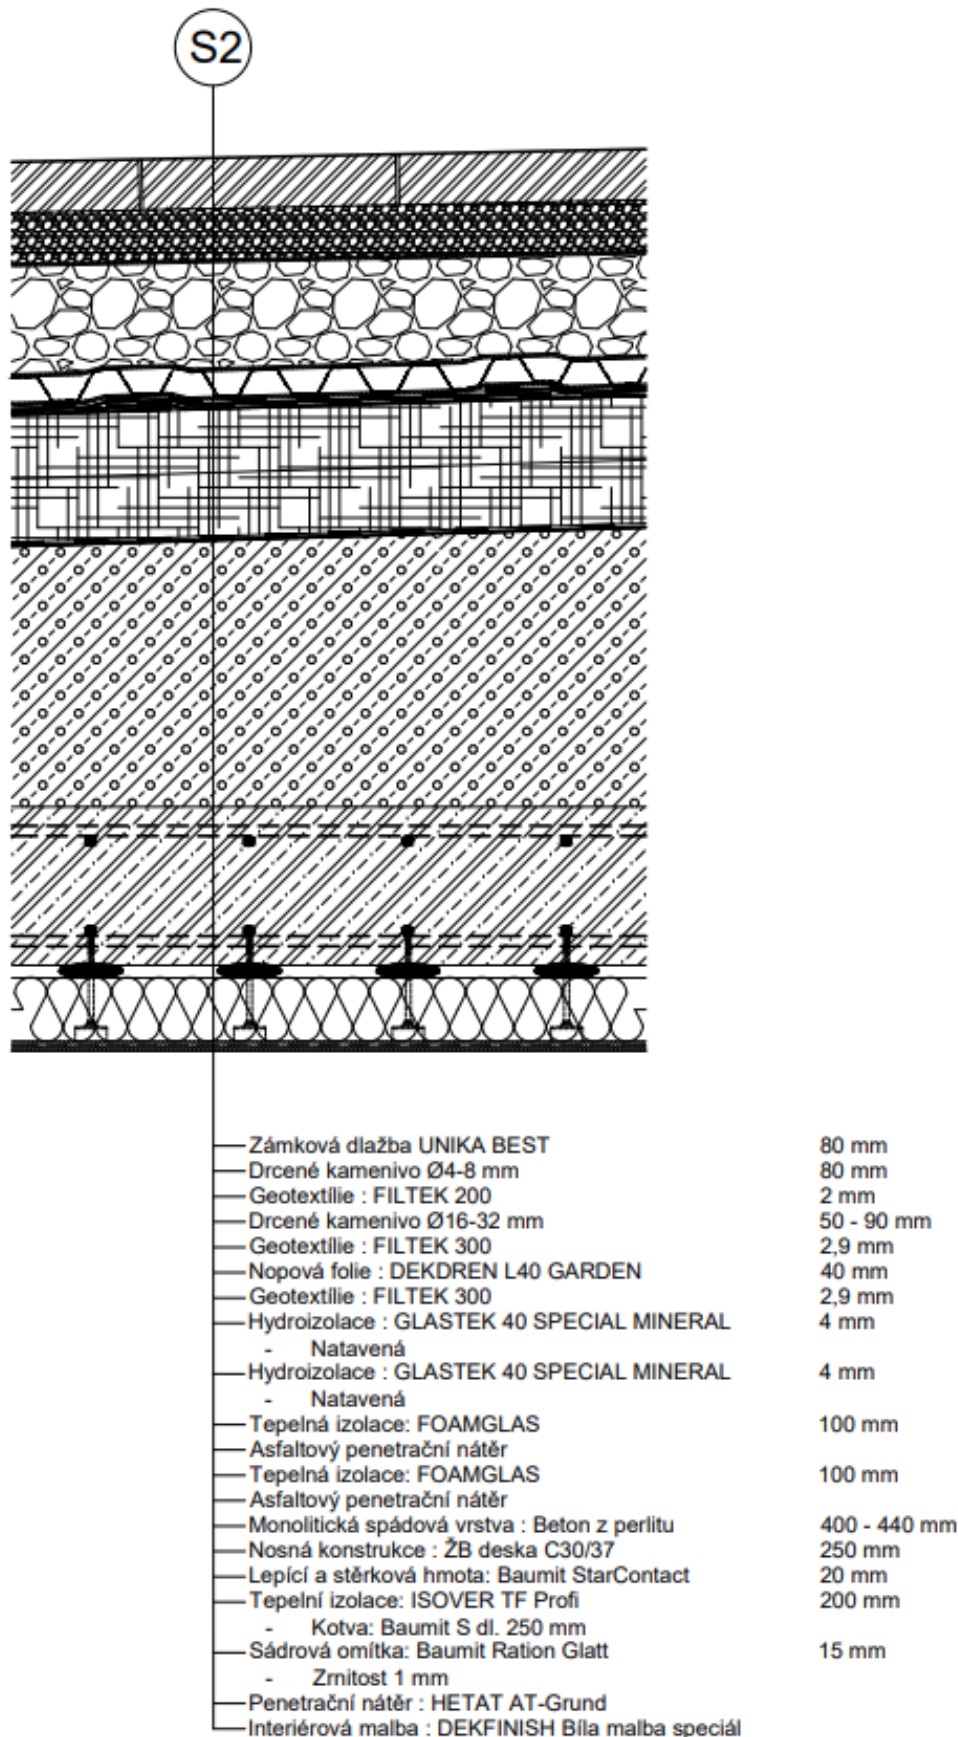 S2
Zámková dlažba UNIKA BEST 80 mm
Drcené kamenivo Ø4-8 mm 80 mm
Geotextílie : FILTEK 200 2 mm
Drcené kamenivo Ø16-32 mm 50 - 90 mm
Geotextílie : FILTEK 300 2,9 mm
Nopová folie : DEKDREN L40 GARDEN 40 mm
Geotextílie : FILTEK 300 2,9 mm
Hydroizolace : GLASTEK 40 SPECIAL MINERAL 4 mm
- Natavená
Hydroizolace : GLASTEK 40 SPECIAL MINERAL 4 mm
- Natavená
Tepelná izolace: FOAMGLAS 100 mm
Asfaltový penetrační nátěr
Tepelná izolace: FOAMGLAS 100 mm
Asfaltový penetrační nátěr
Monolitická spádová vrstva : Beton z perlitu 400 - 440 mm
Nosná konstrukce : ŽB deska C30/37 250 mm
Lepící a stěrková hmota: Baumit StarContact 20 mm
Tepelní izolace: ISOVER TF Profi 200 mm
- Kotva: Baumit S dl. 250 mm
Sádrová omítka: Baumit Ration Glatt 15 mm
- Zrnitost 1 mm
Penetrační nátěr : HETAT AT-Grund
Interiérová malba : DEKFINISH Bíla malba speciál